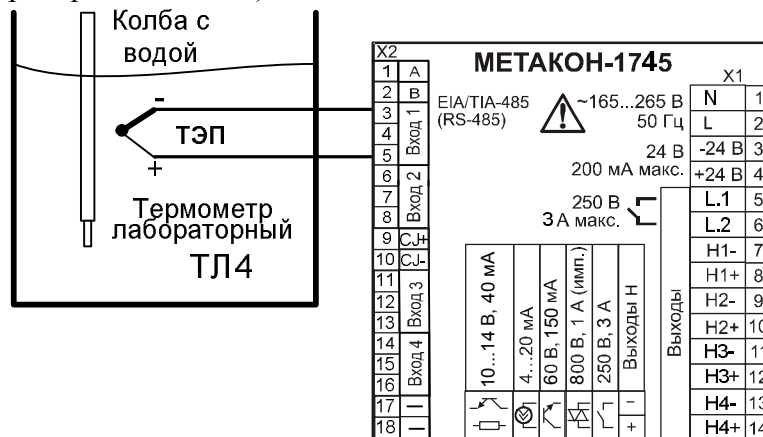 Колба с
водой
-
ТЭП
+
Термометр
лабораторный
ТЛ4
X2
1 A
2 B
3
4 Вход 1
5
6
7 Вход 2
8
9 CJ+
10 CJ-
11
12 Вход 3
13
14
15 Вход 4
16
17 —
18 —
МЕТАКОН-1745
EIA/TIA-485
(RS-485)
~165...265 В
50 Гц
24 В
200 мА макс.
250 В
3 А макс.
10...14 В, 40 мА
4...20 мА
60 В, 150 мА
800 В, 1 А (имп.)
250 В, 3 А
Выходы Н
-
+
Выходы
X1
N 1
L 2
-24 В 3
+24 В 4
L.1 5
L.2 6
H1- 7
H1+ 8
H2- 9
H2+ 10
H3- 11
H3+ 12
H4- 13
H4+ 14